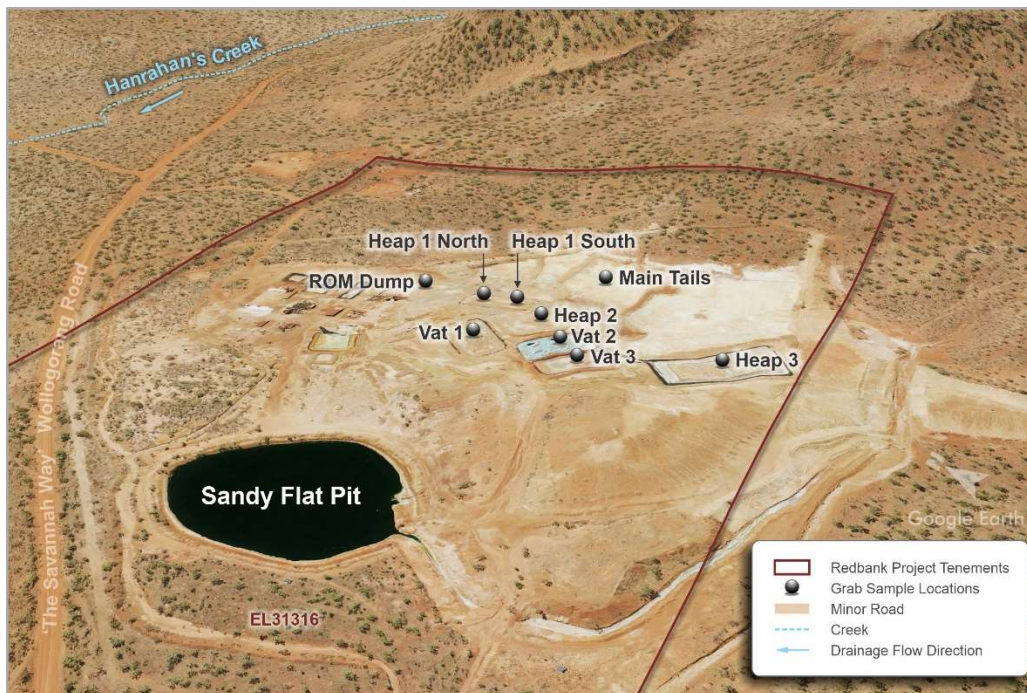 Hanrahan's Creek
Heap 1 North
Heap 1 South
ROM Dump
Main Tails
Heap 2
Vat 1
Vat 2
Vat 3
Heap 3
'The Savannah Way' Wollogorang Road
Sandy Flat Pit
EL31316
Google Earth
Redbank Project Tenements
Grab Sample Locations
Minor Road
Creek
Drainage Flow Direction